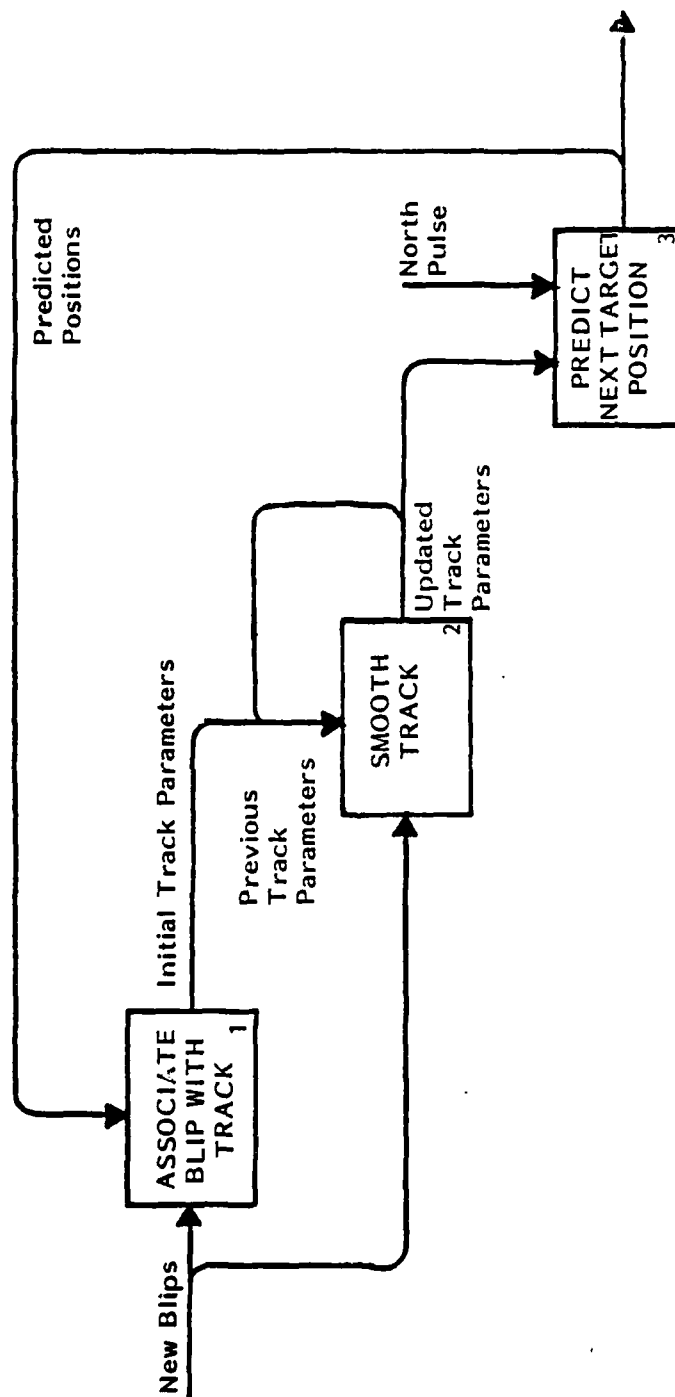 New Blips
ASSOCIATE
BLIP WITH
TRACK
1
Initial Track Parameters
Previous
Track
Parameters
SMOOTH
TRACK
2
Updated
Track
Parameters
Predicted
Positions
North
Pulse
PREDICT
NEXT TARGET
POSITION
3